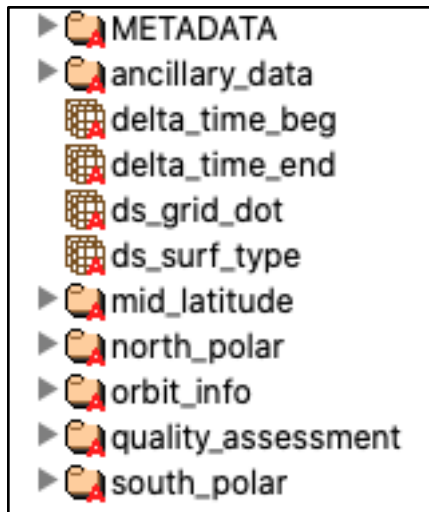 METADATA
ancillary_data
delta_time_beg
delta_time_end
ds_grid_dot
ds_surf_type
mid_latitude
north_polar
orbit_info
quality_assessment
south_polar